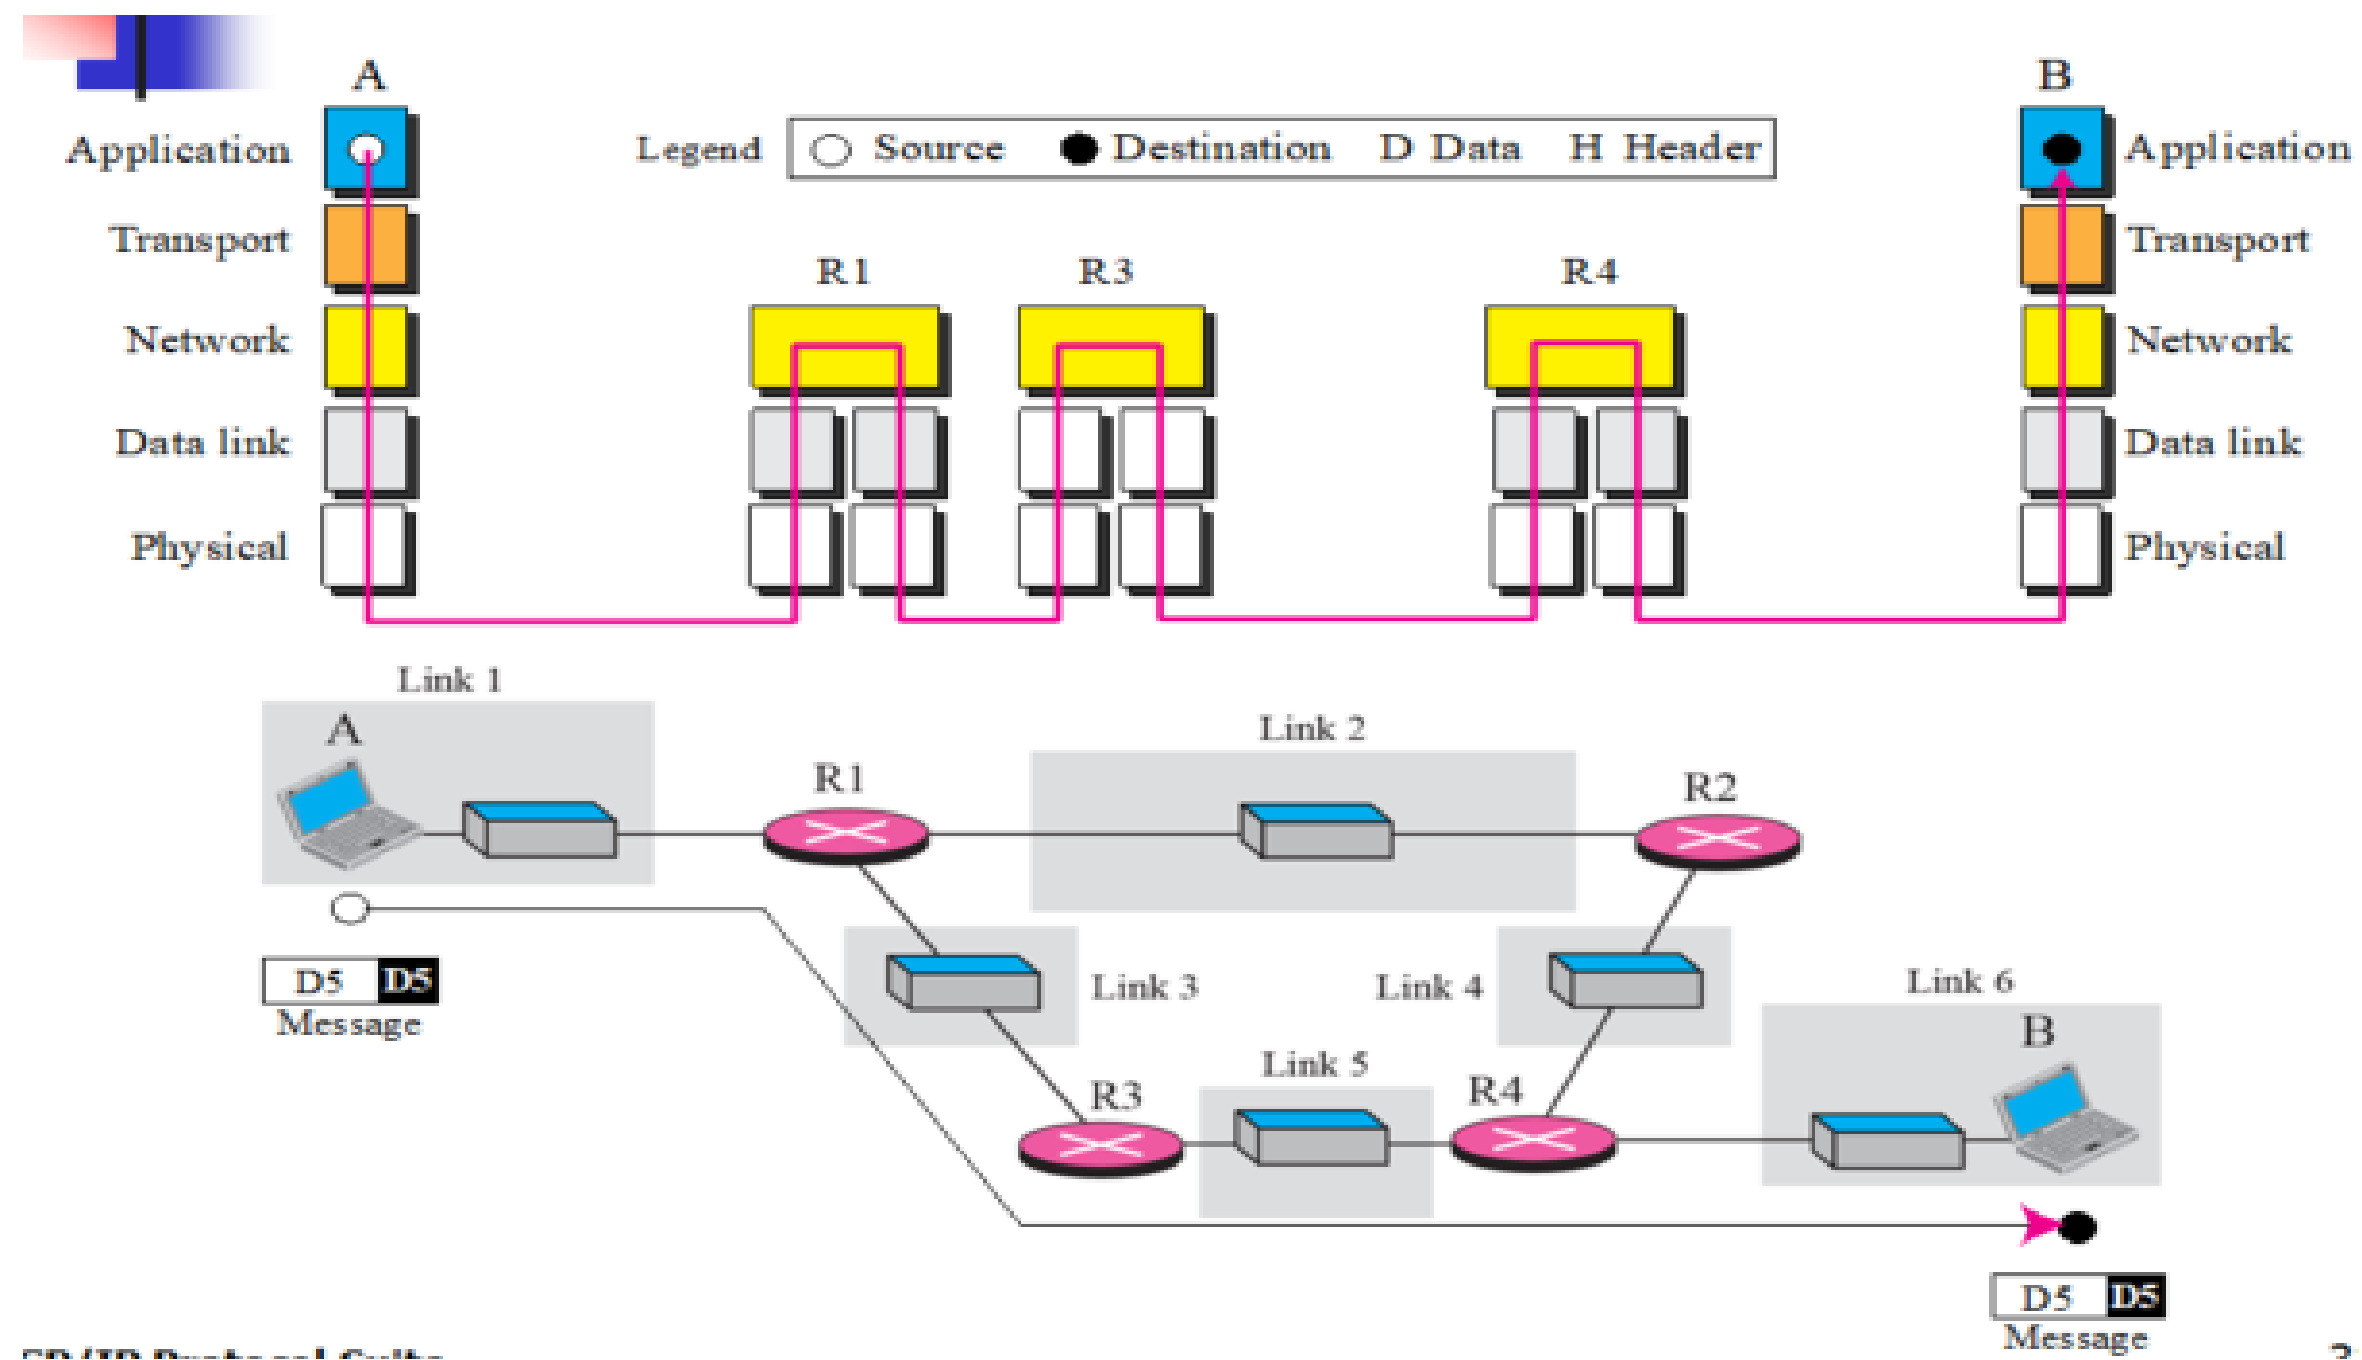 A
B
Application
Legend
Source Destination D Data H Header
Application
Transport
Transport
R1 R3 R4
Network
Network
Data link
Data link
Physical
Physical
Link 1
A
Link 2
R1
R2
D5 D5
Message
Link 3
Link 4
Link 6
B
Link 5
R3
R4
D5 D5
Message
Protocol Suite